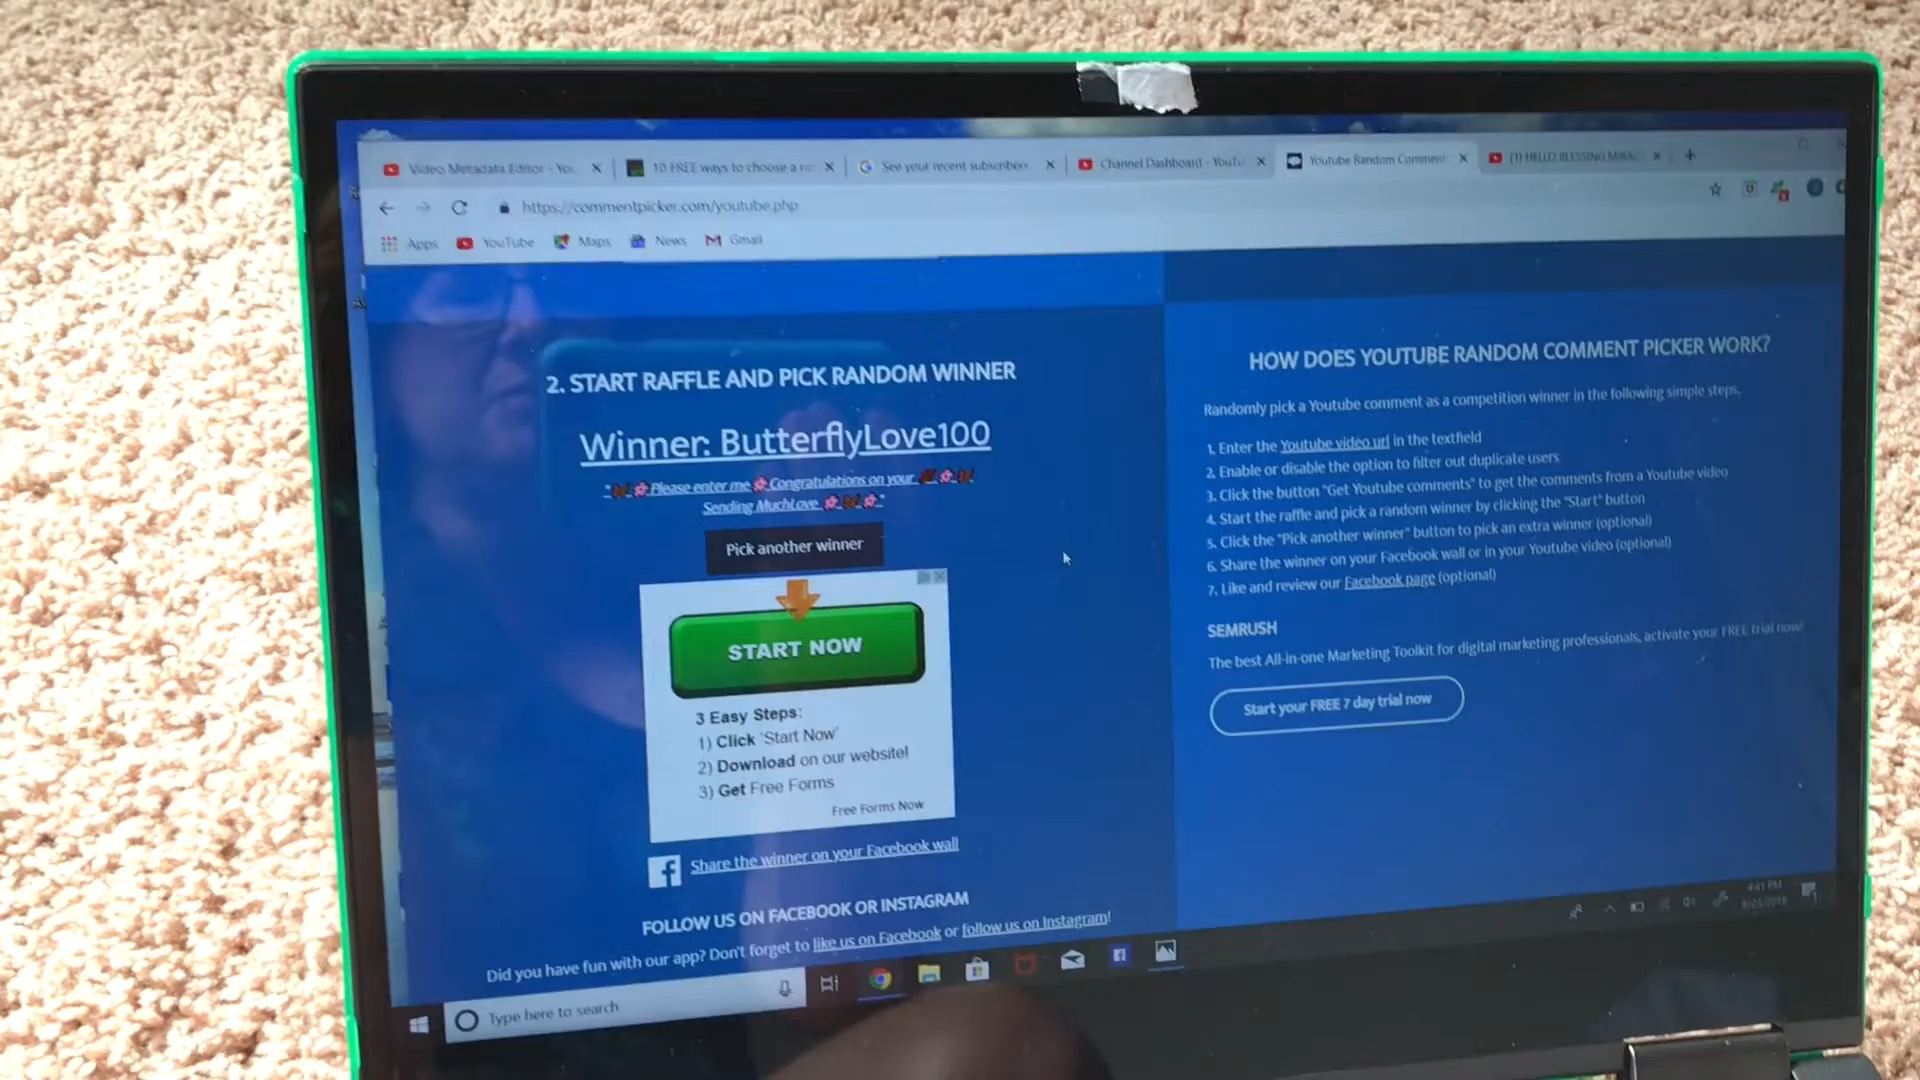 Video Metadata Editor - You
10 FREE ways to choose a ra
See your recent subscribers
Channel Dashboard - YouTu
Youtube Random Comment
(1) HELLO BLESSING MIRAC
https://commentpicker.com/youtube.php
Apps
YouTube
Maps
News
Gmail
2. START RAFFLE AND PICK RANDOM WINNER
Winner: ButterflyLove100
"Please enter me Congratulations on your
Sending MuchLove "
Pick another winner
START NOW
3 Easy Steps:
1) Click 'Start Now'
2) Download on our website!
3) Get Free Forms
Free Forms Now
Share the winner on your Facebook wall
FOLLOW US ON FACEBOOK OR INSTAGRAM
Did you have fun with our app? Don't forget to like us on Facebook or follow us on Instagram!
HOW DOES YOUTUBE RANDOM COMMENT PICKER WORK?
Randomly pick a Youtube comment as a competition winner in the following simple steps.
1. Enter the Youtube video url in the textfield
2. Enable or disable the option to filter out duplicate users
3. Click the button "Get Youtube comments" to get the comments from a Youtube video
4. Start the raffle and pick a random winner by clicking the "Start" button
5. Click the "Pick another winner" button to pick an extra winner (optional)
6. Share the winner on your Facebook wall or in your Youtube video (optional)
7. Like and review our Facebook page (optional)
SEMRUSH
The best All-in-one Marketing Toolkit for digital marketing professionals, activate your FREE trial now!
Start your FREE 7 day trial now
Type here to search
4:41 PM